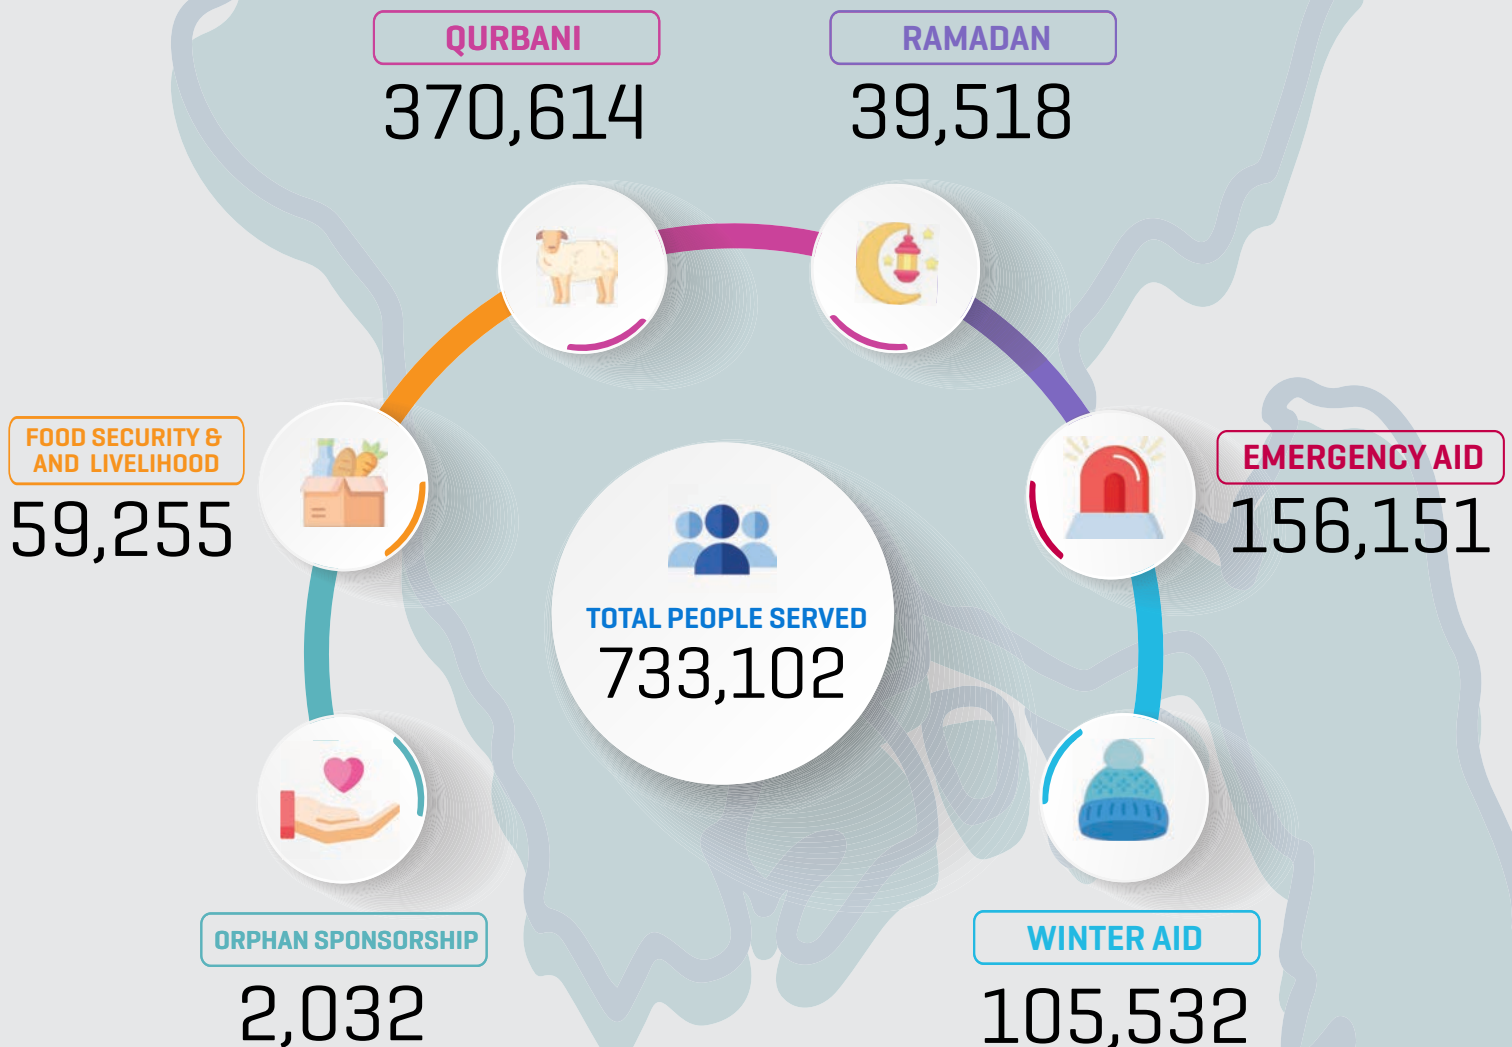 QURBANI
370,614
RAMADAN
39,518
FOOD SECURITY &
AND LIVELIHOOD
59,255
EMERGENCY AID
156,151
TOTAL PEOPLE SERVED
733,102
ORPHAN SPONSORSHIP
2,032
WINTER AID
105,532